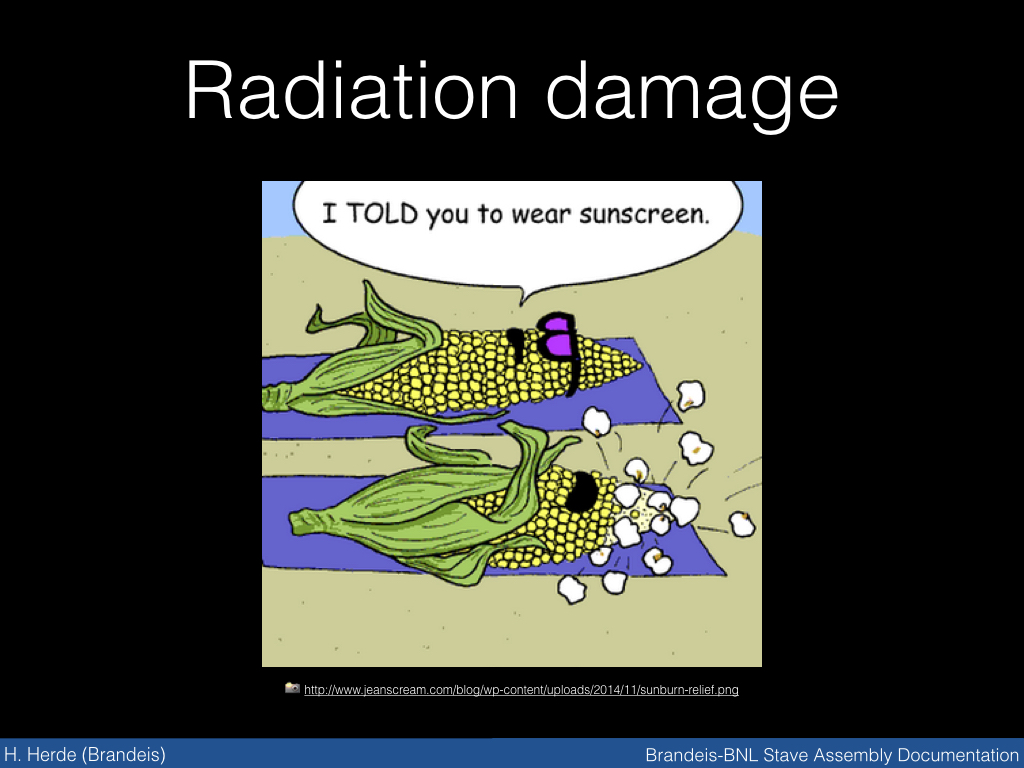 Radiation damage
I TOLD you to wear sunscreen.
http://www.jeanscream.com/blog/wp-content/uploads/2014/11/sunburn-relief.png
H. Herde (Brandeis)
Brandeis-BNL Stave Assembly Documentation